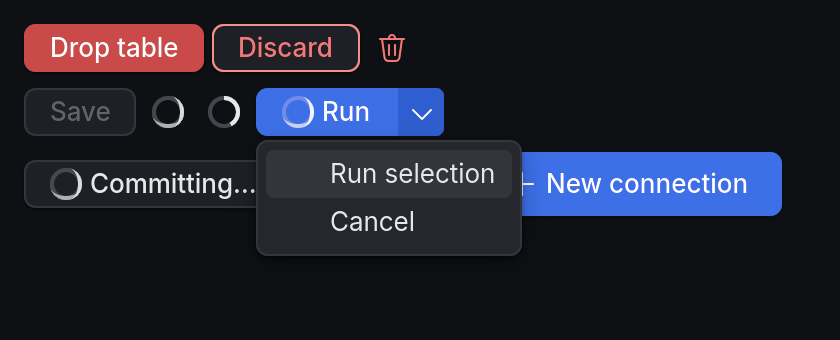 Drop table
Discard
Save
Run
Run selection
Committing...
New connection
Cancel